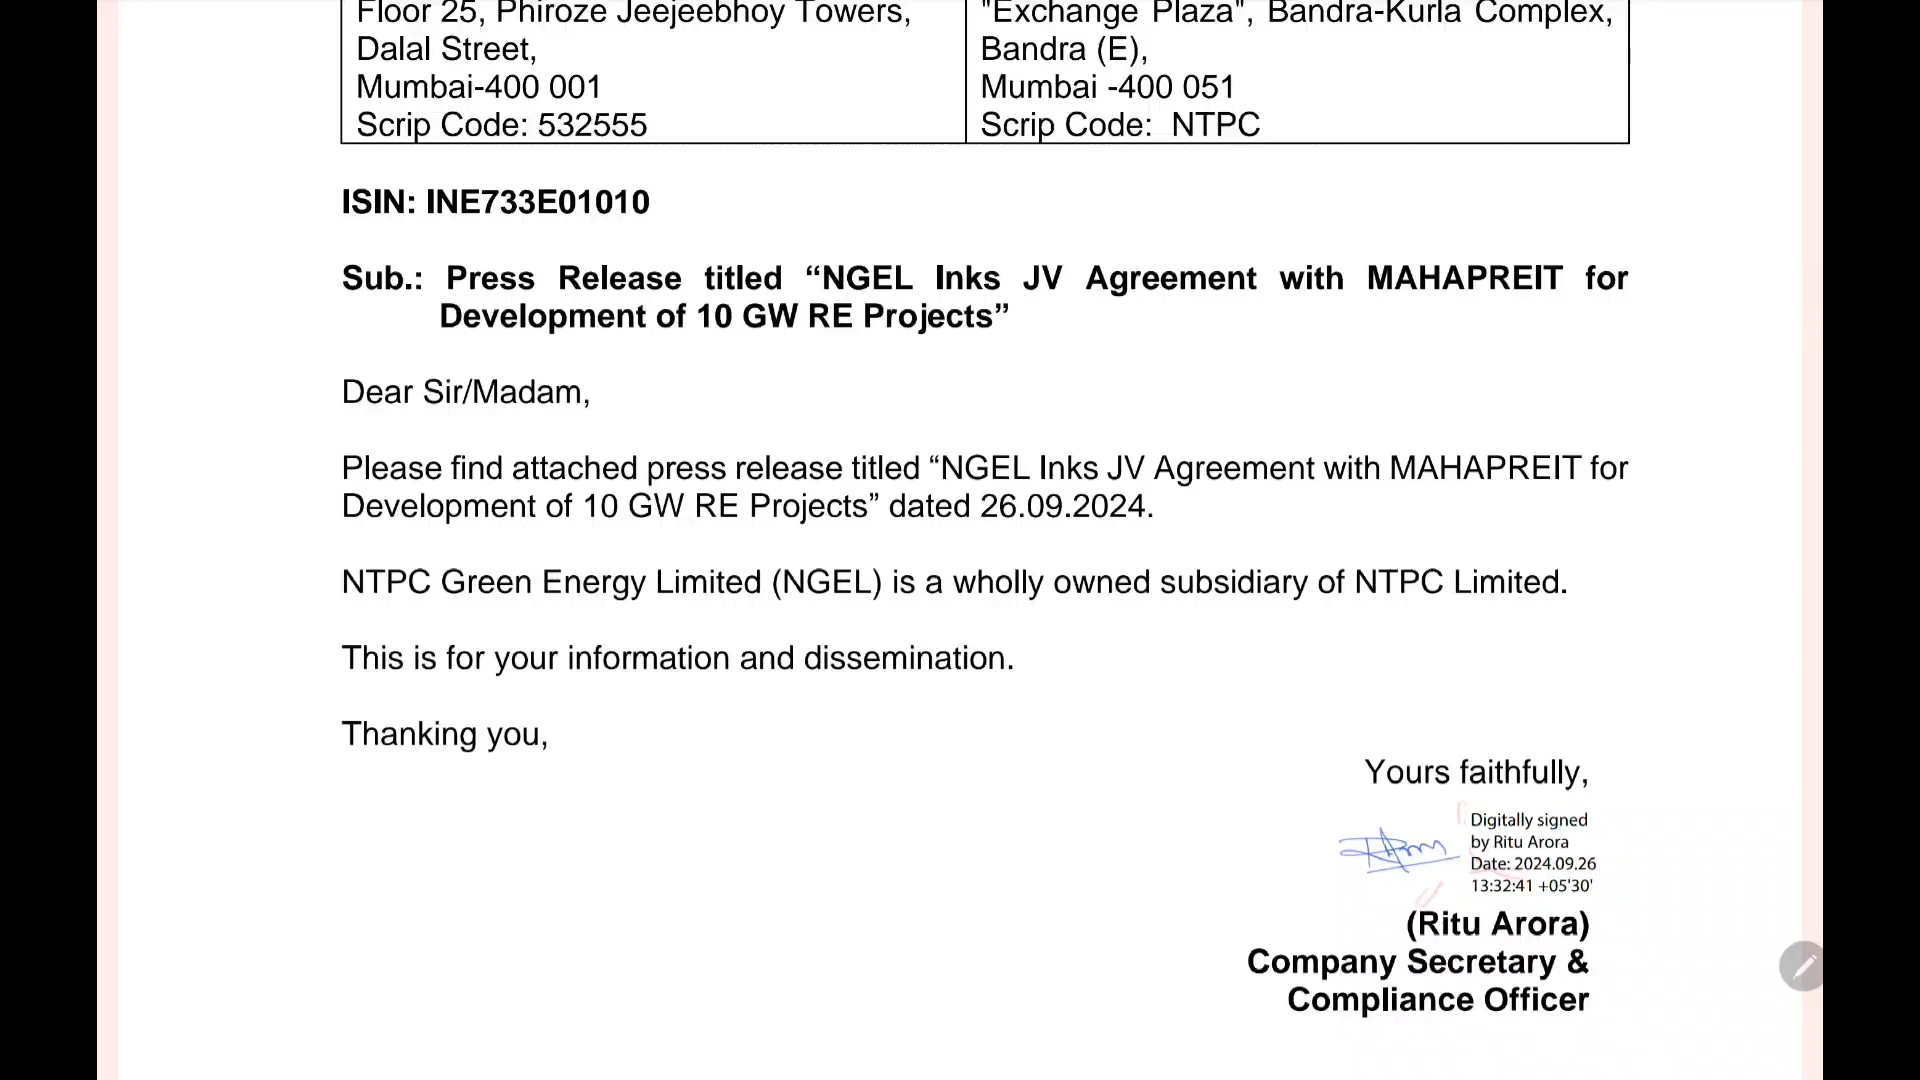 Floor 25, Phiroze Jeejeebhoy Towers,
Dalal Street,
Mumbai-400 001
Scrip Code: 532555
"Exchange Plaza", Bandra-Kurla Complex,
Bandra (E),
Mumbai -400 051
Scrip Code:  NTPC
ISIN: INE733E01010
Sub.: Press Release titled “NGEL Inks JV Agreement with MAHAPREIT for
Development of 10 GW RE Projects”
Dear Sir/Madam,
Please find attached press release titled “NGEL Inks JV Agreement with MAHAPREIT for
Development of 10 GW RE Projects” dated 26.09.2024.
NTPC Green Energy Limited (NGEL) is a wholly owned subsidiary of NTPC Limited.
This is for your information and dissemination.
Thanking you,
Yours faithfully,
Digitally signed
by Ritu Arora
Date: 2024.09.26
13:32:41 +05'30'
(Ritu Arora)
Company Secretary &
Compliance Officer